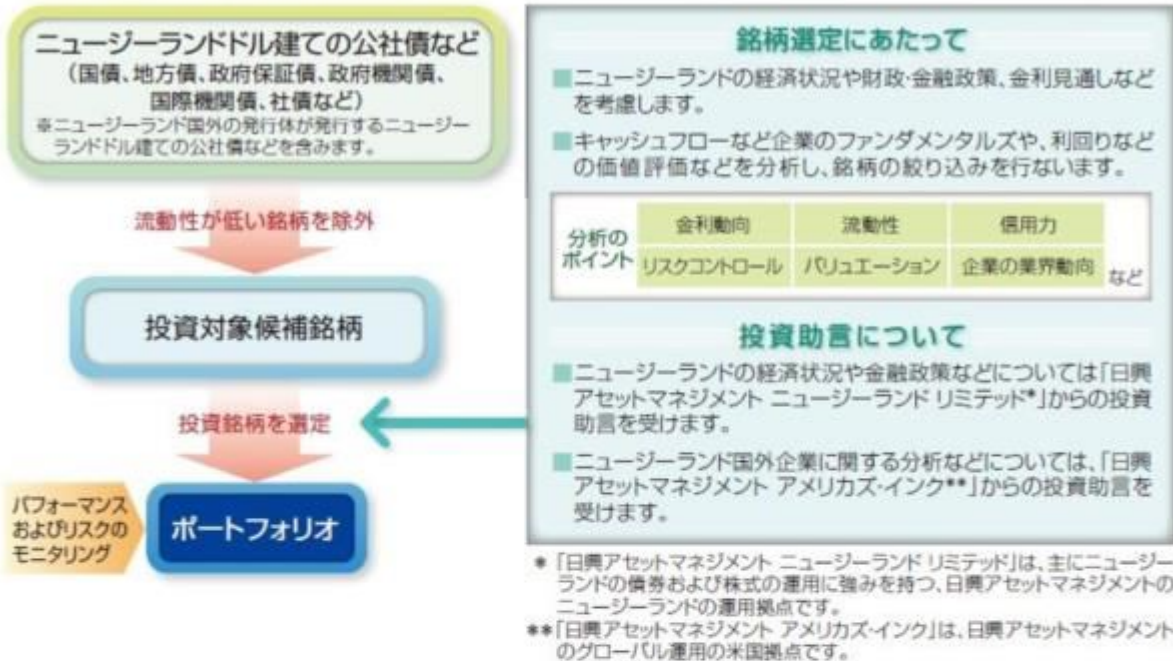 ニュージーランドドル建ての公社債など
(国債、地方債、政府保証債、政府機関債、
国際機関債、社債など)
※ニュージーランド国外の発行体が発行するニュージー
ランドドル建ての公社債などを含みます。
流動性が低い銘柄を除外
投資対象候補銘柄
投資銘柄を選定
パフォーマンス
およびリスクの
モニタリング
ポートフォリオ
銘柄選定にあたって
■ニュージーランドの経済状況や財政·金融政策、金利見通しなど
を考慮します。
■キャッシュフローなど企業のファンダメンタルズや、利回りなど
の価値評価などを分析し、銘柄の絞り込みを行ないます。
分析の
ポイント
金利動向 流動性 信用力
リスクコントロール バリュエーション 企業の業界動向 など
投資助言について
■ニュージーランドの経済状況や金融政策などについては「日興
アセットマネジメント ニュージーランド リミテッド*」からの投資
助言を受けます。
■ニュージーランド国外企業に関する分析などについては、「日興
アセットマネジメント アメリカズ·インク**」からの投資助言を
受けます。
* 「日興アセットマネジメント ニュージーランド リミテッド」は、主にニュージー
ランドの債券および株式の運用に強みを持つ、日興アセットマネジメントの
ニュージーランドの運用拠点です。
**「日興アセットマネジメント アメリカズ·インク」は、日興アセットマネジメント
のグローバル運用の米国拠点です。